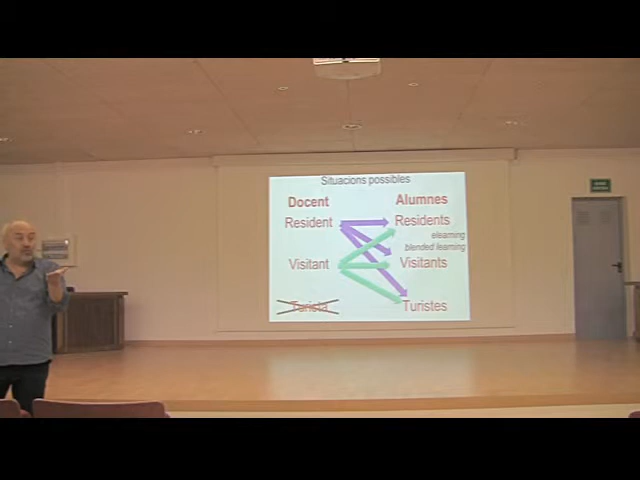 Situacions possibles
Docent Alumnes
Resident Residents
elearning
blended learning
Visitant Visitants
Turista Turistes